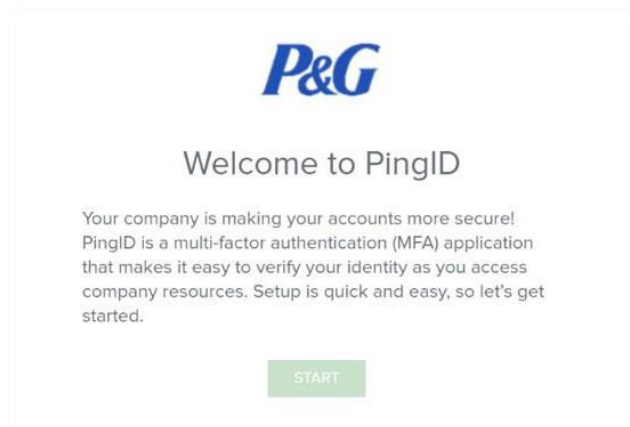 P&G
Welcome to PingID
Your company is making your accounts more secure!
PingID is a multi-factor authentication (MFA) application
that makes it easy to verify your identity as you access
company resources. Setup is quick and easy, so let's get
started.
START